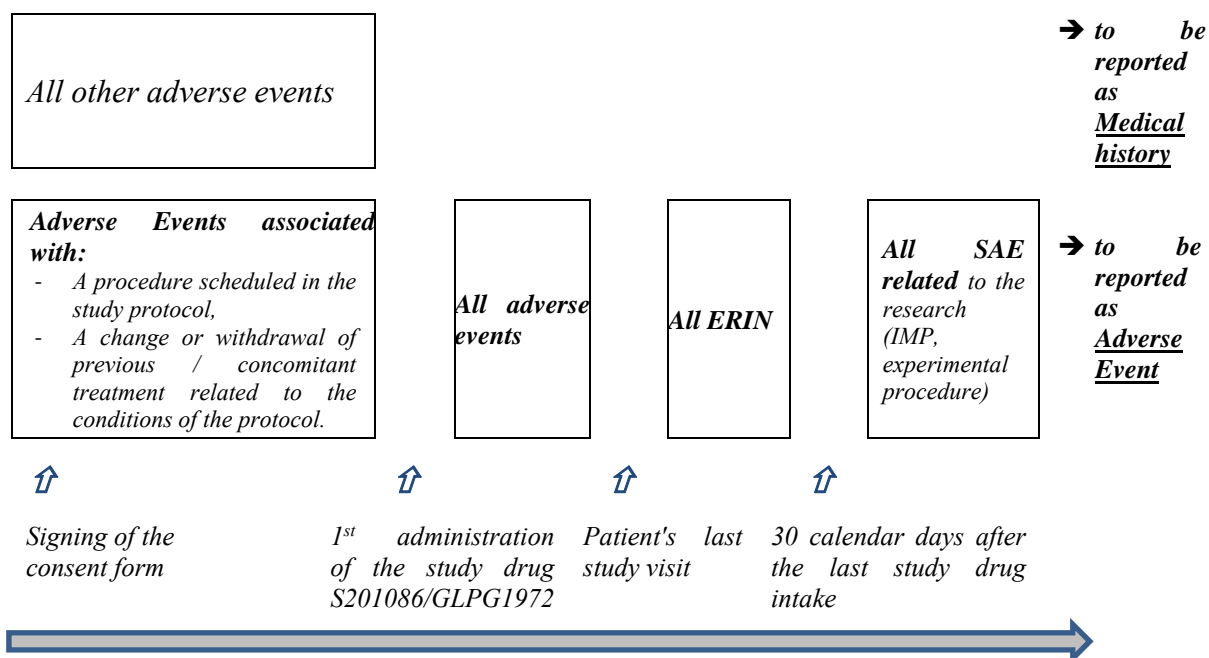 All other adverse events
➔ to be
reported
as
Medical
history
Adverse Events associated
with:
- A procedure scheduled in the
study protocol,
- A change or withdrawal of
previous / concomitant
treatment related to the
conditions of the protocol.
All adverse
events
All ERIN
All SAE
related to the
research
(IMP,
experimental
procedure)
➔ to be
reported
as
Adverse
Event
Signing of the
consent form
1st administration
of the study drug
S201086/GLPG1972
Patient's last
study visit
30 calendar days after
the last study drug
intake